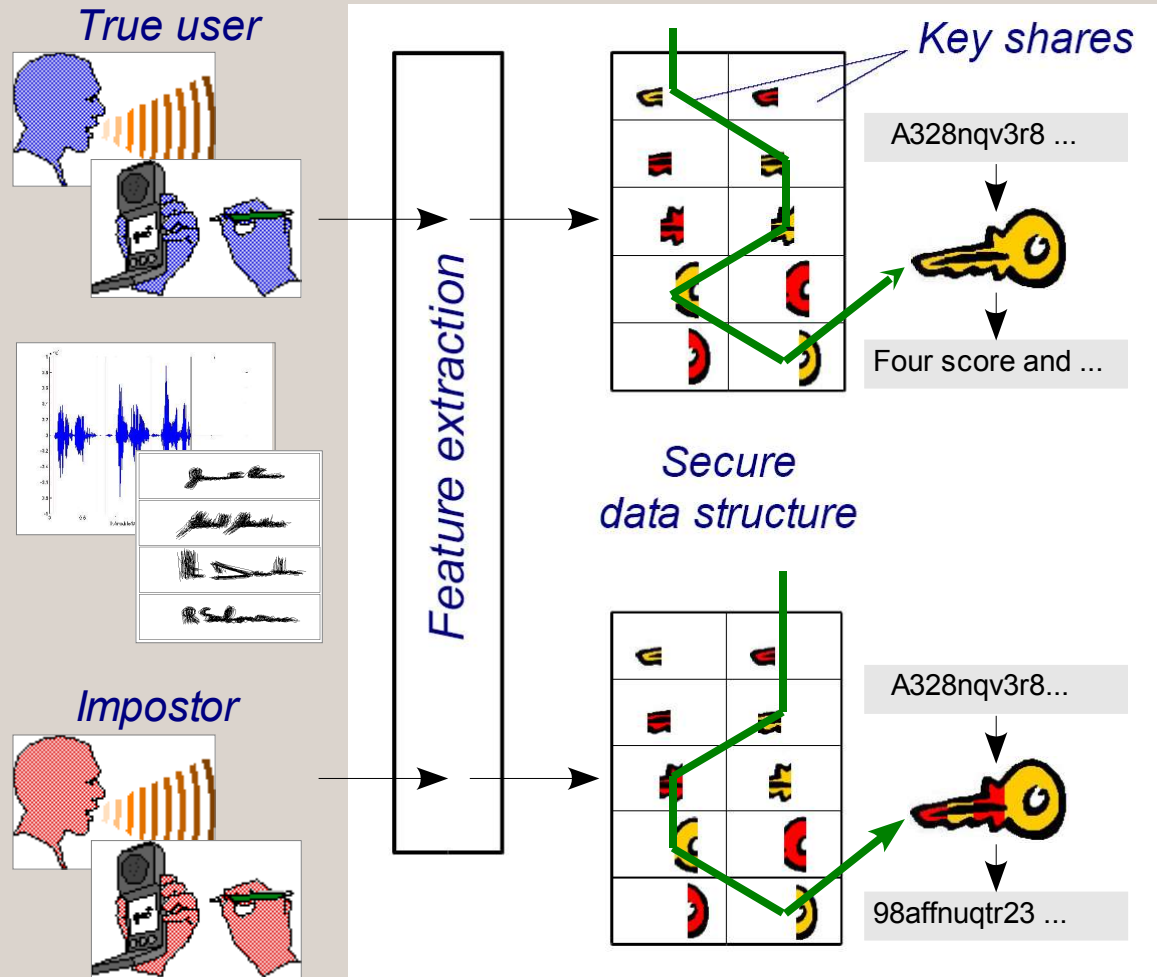 True user
Key shares
A328nqv3r8 ...
Feature extraction
Four score and ...
Secure
data structure
Impostor
A328nqv3r8...
98affnuqtr23 ...